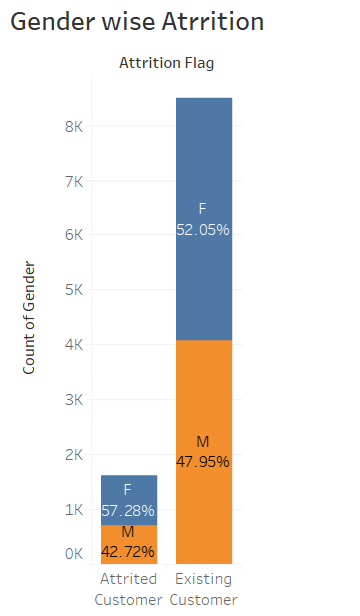 Gender wise Atrrition
Attrition Flag
Count of Gender
8K
7K
6K
5K
4K
3K
2K
1K
0K
F
57.28%
M
42.72%
F
52.05%
M
47.95%
Attrited
Customer
Existing
Customer